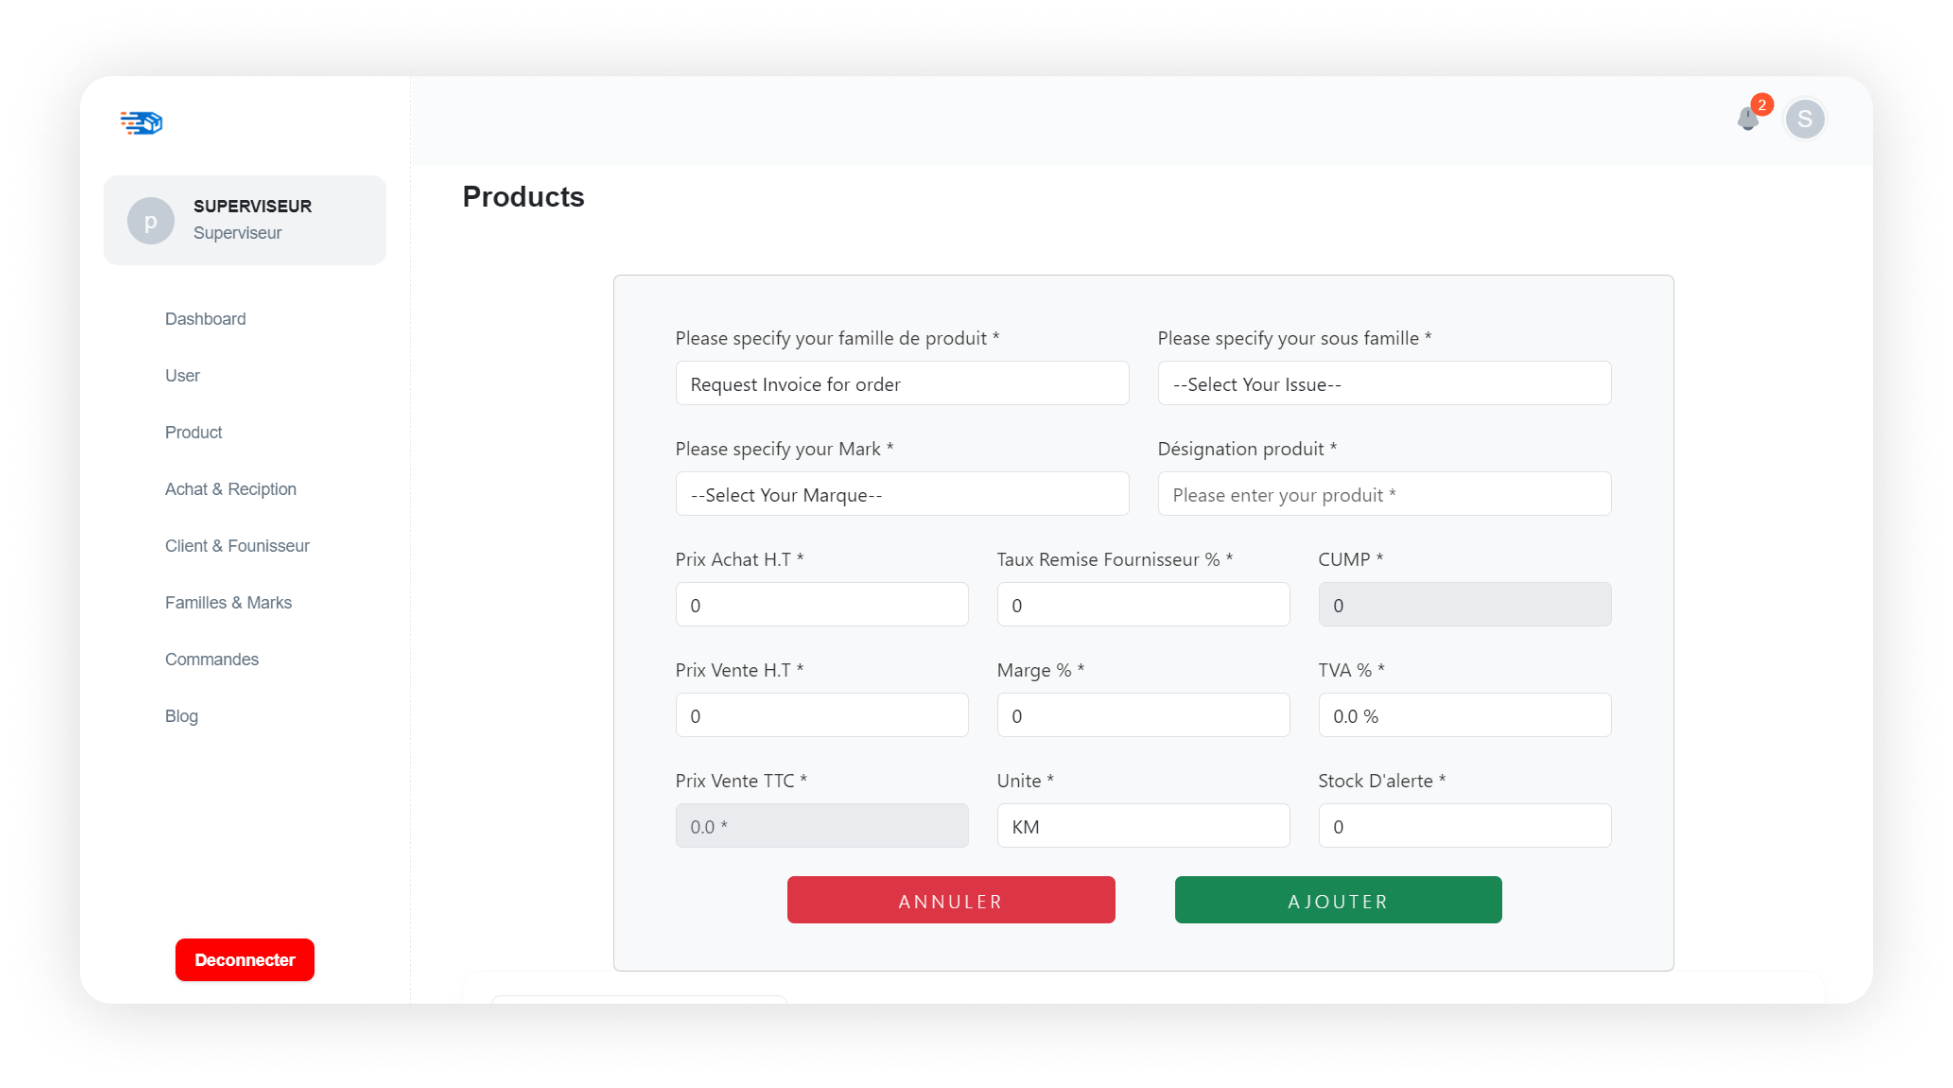 2
S
p
SUPERVISEUR
Superviseur
Dashboard
User
Product
Achat & Reciption
Client & Founisseur
Familles & Marks
Commandes
Blog
Deconnecter
Products
Please specify your famille de produit *
Please specify your sous famille *
Request Invoice for order
--Select Your Issue--
Please specify your Mark *
Désignation produit *
--Select Your Marque--
Please enter your produit *
Prix Achat H.T *
Taux Remise Fournisseur % *
CUMP *
0
0
0
Prix Vente H.T *
Marge % *
TVA % *
0
0
0.0 %
Prix Vente TTC *
Unite *
Stock D'alerte *
0.0 *
KM
0
ANNULER
AJOUTER